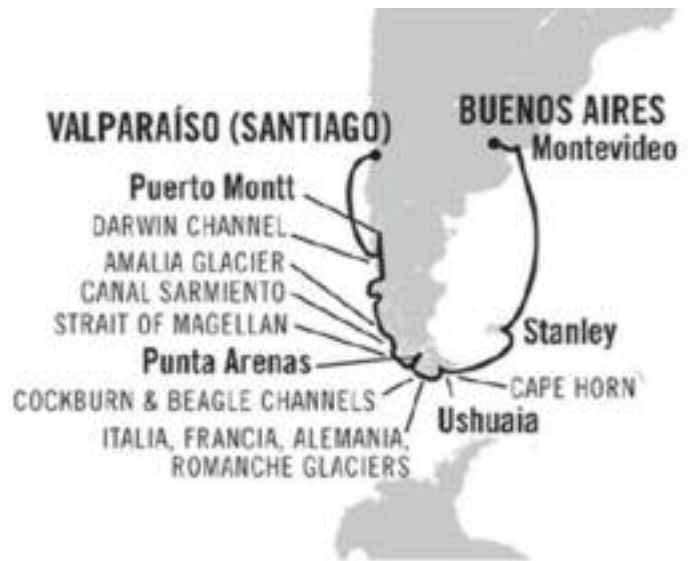 BUENOS AIRES
VALPARAÍSO (SANTIAGO)
Montevideo
Puerto Montt
DARWIN CHANNEL
AMALIA GLACIER
CANAL SARMIENTO
STRAIT OF MAGELLAN
Stanley
Punta Arenas
CAPE HORN
COCKBURN & BEAGLE CHANNELS
Ushuaia
ITALIA, FRANCIA, ALEMANIA,
ROMANCHE GLACIERS